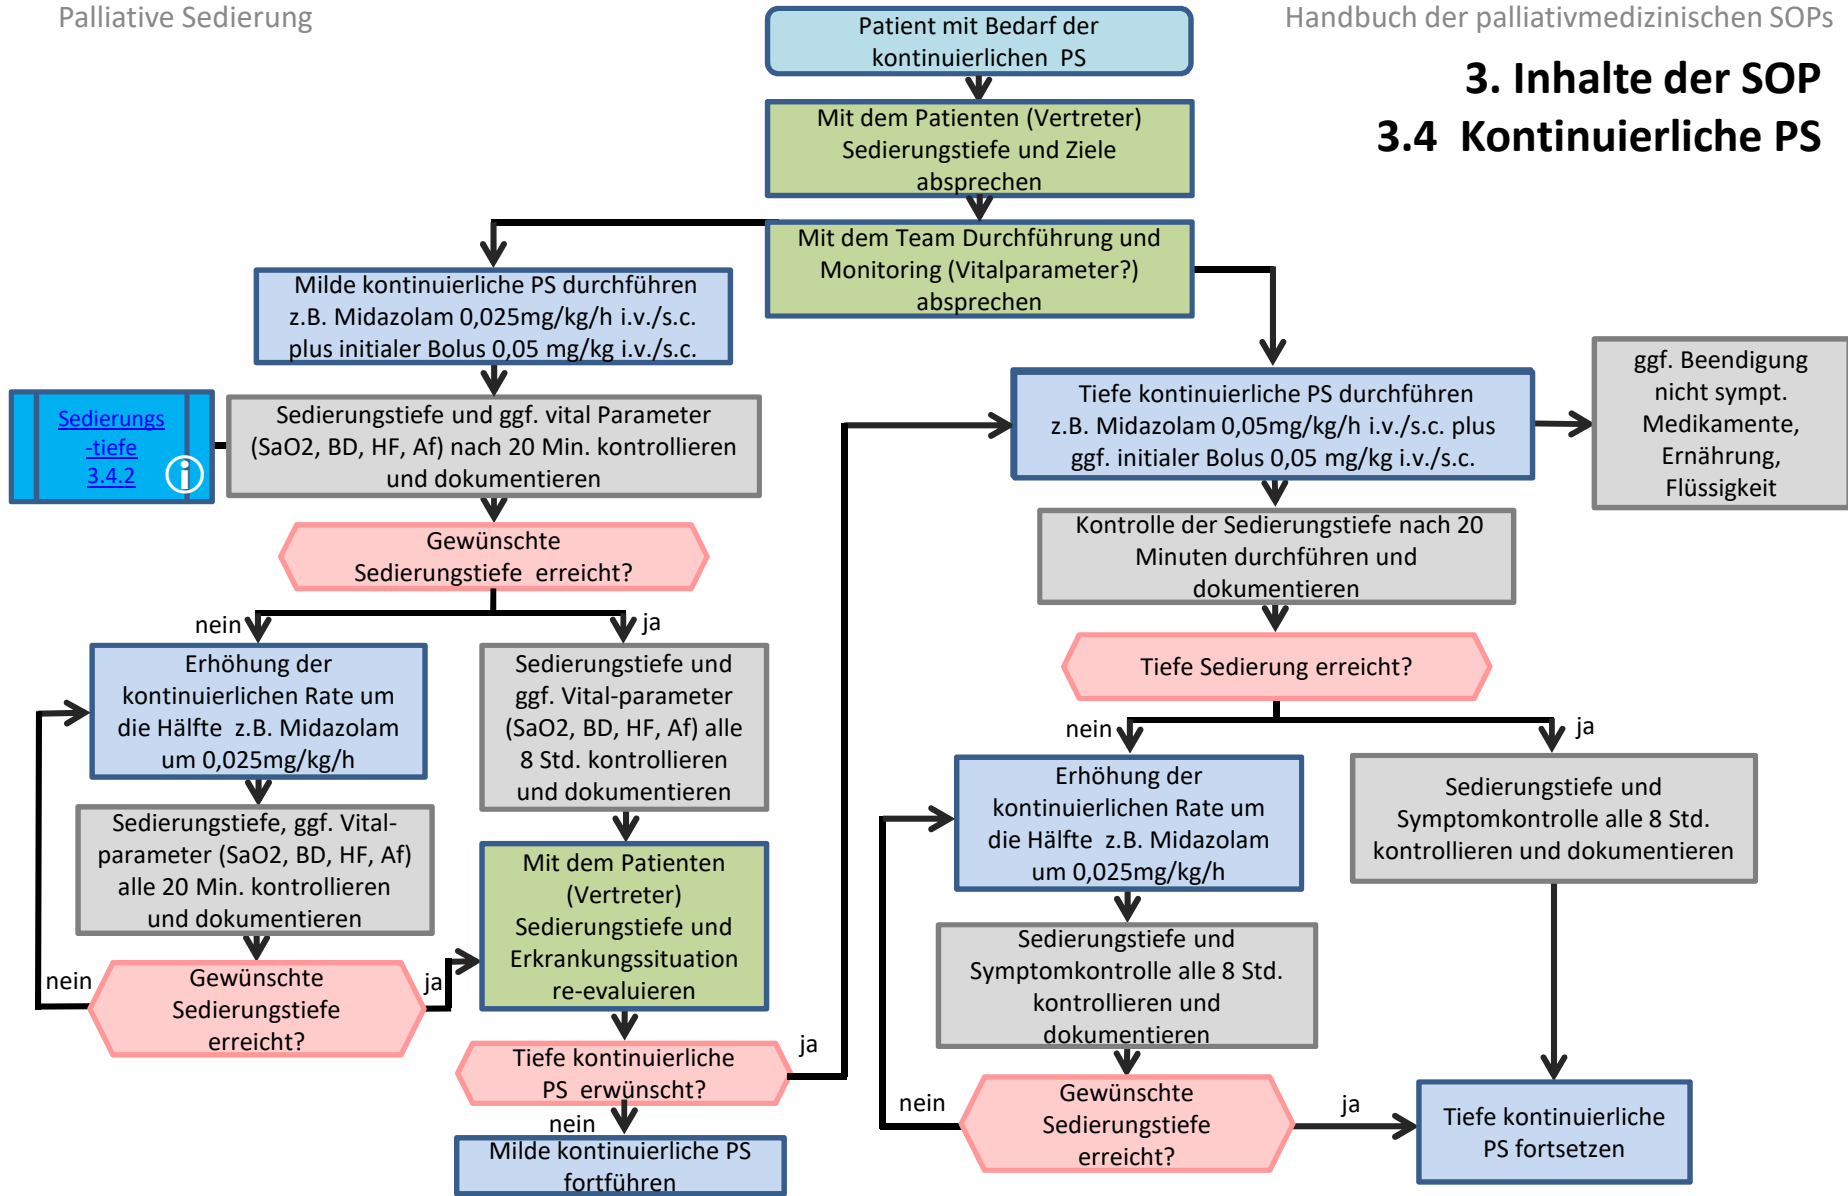 Palliative Sedierung
Handbuch der palliativmedizinischen SOPs
3. Inhalte der SOP
3.4 Kontinuierliche PS
Patient mit Bedarf der
kontinuierlichen PS
Mit dem Patienten (Vertreter)
Sedierungstiefe und Ziele
absprechen
Mit dem Team Durchführung und
Monitoring (Vitalparameter?)
absprechen
Milde kontinuierliche PS durchführen
z.B. Midazolam 0,025mg/kg/h i.v./s.c.
plus initialer Bolus 0,05 mg/kg i.v./s.c.
Sedierungs
-tiefe
3.4.2
i
Sedierungstiefe und ggf. vital Parameter
(SaO2, BD, HF, Af) nach 20 Min. kontrollieren
und dokumentieren
Gewünschte
Sedierungstiefe erreicht?
nein
ja
Erhöhung der
kontinuierlichen Rate um
die Hälfte z.B. Midazolam
um 0,025mg/kg/h
Sedierungstiefe, ggf. Vital-
parameter (SaO2, BD, HF, Af)
alle 20 Min. kontrollieren
und dokumentieren
nein
Gewünschte
Sedierungstiefe
erreicht?
ja
Sedierungstiefe und
ggf. Vital-parameter
(SaO2, BD, HF, Af) alle
8 Std. kontrollieren
und dokumentieren
Mit dem Patienten
(Vertreter)
Sedierungstiefe und
Erkrankungssituation
re-evaluieren
Tiefe kontinuierliche
PS erwünscht?
ja
nein
Milde kontinuierliche PS
fortführen
Tiefe kontinuierliche PS durchführen
z.B. Midazolam 0,05mg/kg/h i.v./s.c. plus
ggf. initialer Bolus 0,05 mg/kg i.v./s.c.
ggf. Beendigung
nicht sympt.
Medikamente,
Ernährung,
Flüssigkeit
Kontrolle der Sedierungstiefe nach 20
Minuten durchführen und
dokumentieren
Tiefe Sedierung erreicht?
nein
ja
Erhöhung der
kontinuierlichen Rate um
die Hälfte z.B. Midazolam
um 0,025mg/kg/h
Sedierungstiefe und
Symptomkontrolle alle 8 Std.
kontrollieren und
dokumentieren
nein
Gewünschte
Sedierungstiefe
erreicht?
ja
Sedierungstiefe und
Symptomkontrolle alle 8 Std.
kontrollieren und dokumentieren
Tiefe kontinuierliche
PS fortsetzen